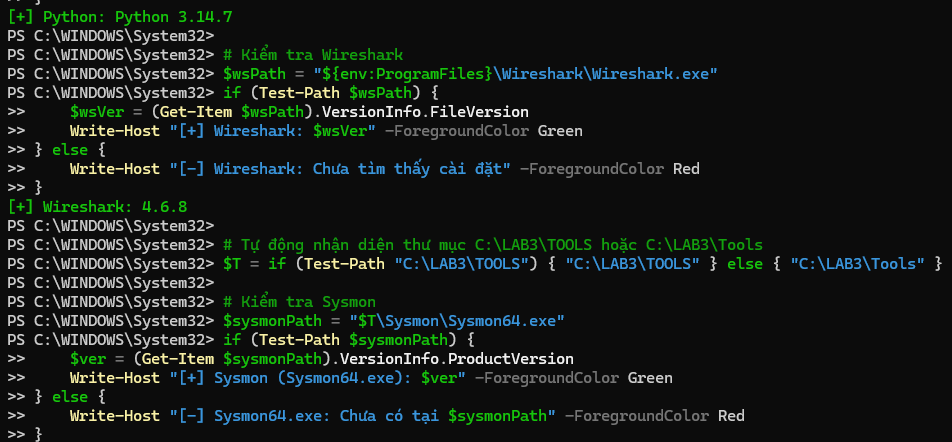 [+] Python: Python 3.14.7
PS C:\WINDOWS\System32>
PS C:\WINDOWS\System32> # Kiểm tra Wireshark
PS C:\WINDOWS\System32> $wsPath = "${env:ProgramFiles}\Wireshark\Wireshark.exe"
PS C:\WINDOWS\System32> if (Test-Path $wsPath) {
>>     $wsVer = (Get-Item $wsPath).VersionInfo.FileVersion
>>     Write-Host "[+] Wireshark: $wsVer" -ForegroundColor Green
>> } else {
>>     Write-Host "[-] Wireshark: Chưa tìm thấy cài đặt" -ForegroundColor Red
>> }
[+] Wireshark: 4.6.8
PS C:\WINDOWS\System32>
PS C:\WINDOWS\System32> # Tự động nhận diện thư mục C:\LAB3\TOOLS hoặc C:\LAB3\Tools
PS C:\WINDOWS\System32> $T = if (Test-Path "C:\LAB3\TOOLS") { "C:\LAB3\TOOLS" } else { "C:\LAB3\Tools" }
PS C:\WINDOWS\System32>
PS C:\WINDOWS\System32> # Kiểm tra Sysmon
PS C:\WINDOWS\System32> $sysmonPath = "$T\Sysmon\Sysmon64.exe"
PS C:\WINDOWS\System32> if (Test-Path $sysmonPath) {
>>     $ver = (Get-Item $sysmonPath).VersionInfo.ProductVersion
>>     Write-Host "[+] Sysmon (Sysmon64.exe): $ver" -ForegroundColor Green
>> } else {
>>     Write-Host "[-] Sysmon64.exe: Chưa có tại $sysmonPath" -ForegroundColor Red
>> }